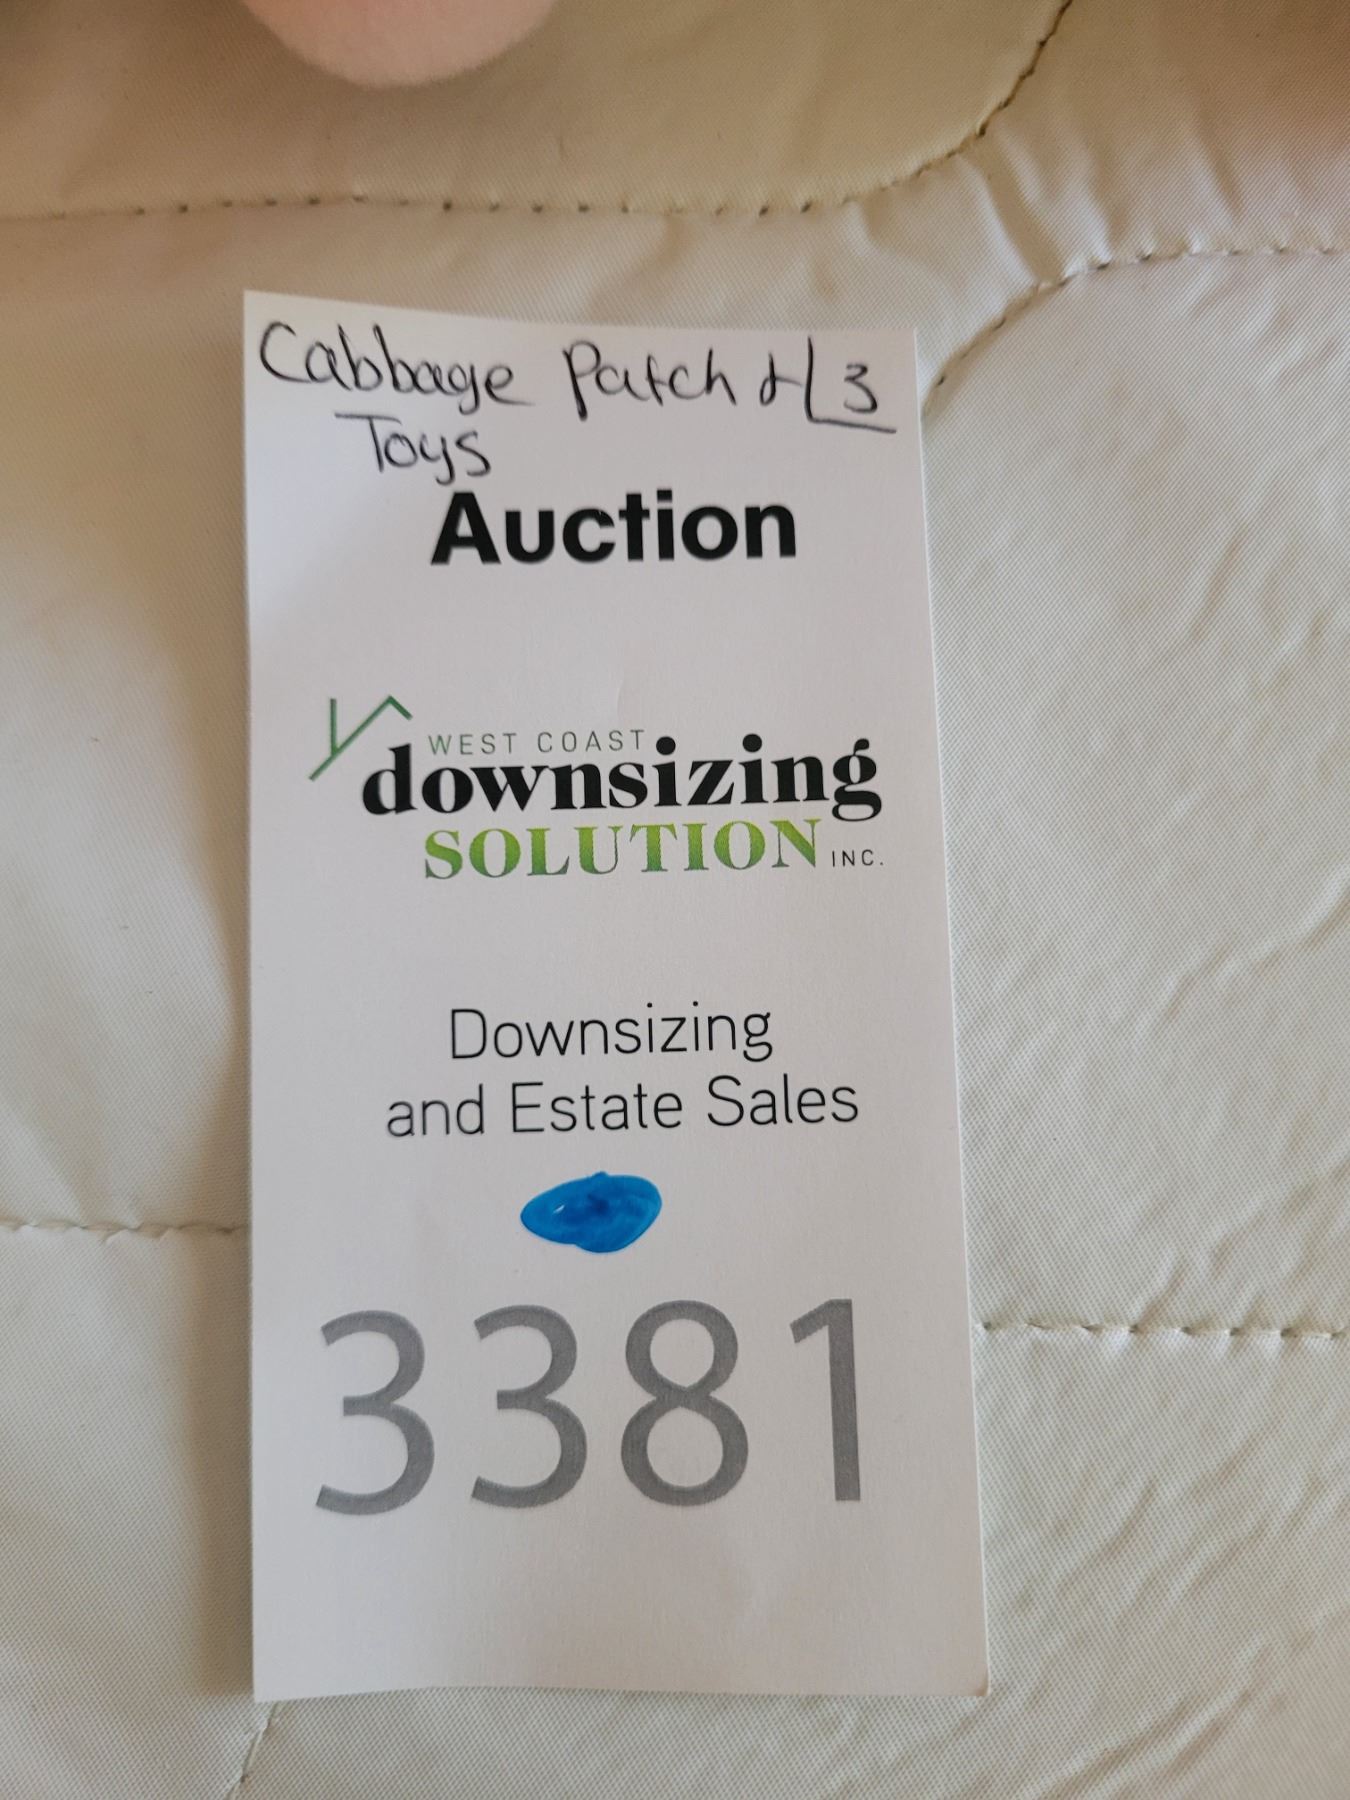 Cabbage Patch & 3
Toys
Auction
WEST COAST
downsizing
SOLUTION INC.
Downsizing
and Estate Sales
3381